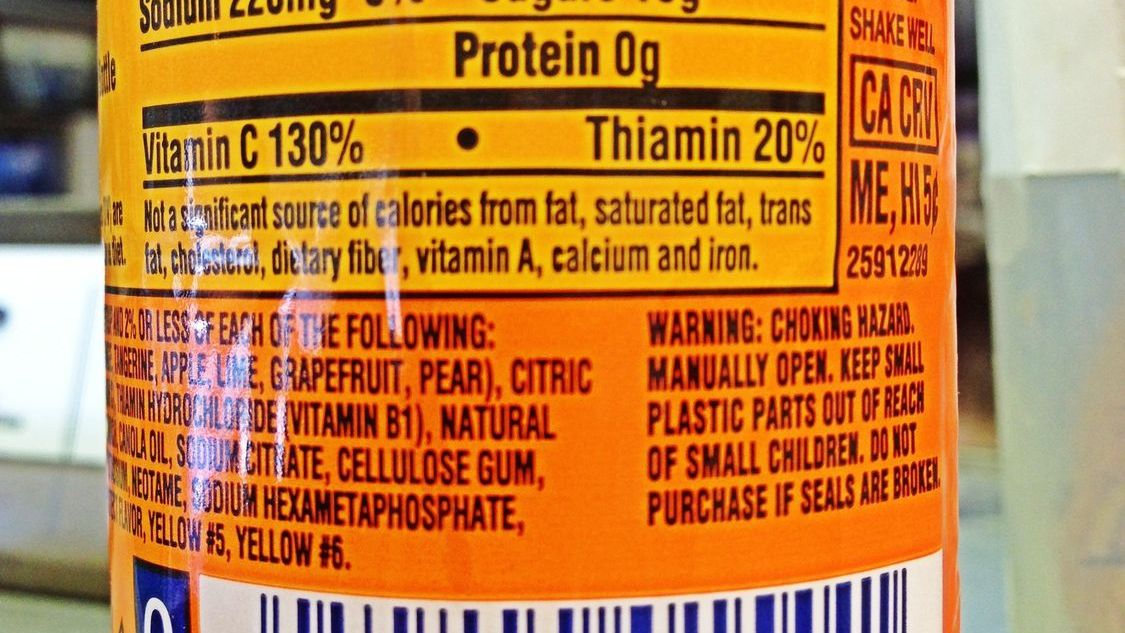 Sodium 220mg
Protein 0g
Vitamin C 130% • Thiamin 20%
Not a significant source of calories from fat, saturated fat, trans
fat, cholesterol, dietary fiber, vitamin A, calcium and iron.
are
SHAKE WELL
CA CRV
ME, HI 5¢
25912289
2% OR LESS OF EACH OF THE FOLLOWING:
TANGERINE, APPLE, LIME, GRAPEFRUIT, PEAR), CITRIC
THIAMIN HYDROCHLORIDE (VITAMIN B1), NATURAL
CANOLA OIL, SODIUM CITRATE, CELLULOSE GUM,
NEOTAME, SODIUM HEXAMETAPHOSPHATE,
FLAVOR, YELLOW #5, YELLOW #6.
WARNING: CHOKING HAZARD.
MANUALLY OPEN. KEEP SMALL
PLASTIC PARTS OUT OF REACH
OF SMALL CHILDREN. DO NOT
PURCHASE IF SEALS ARE BROKEN.